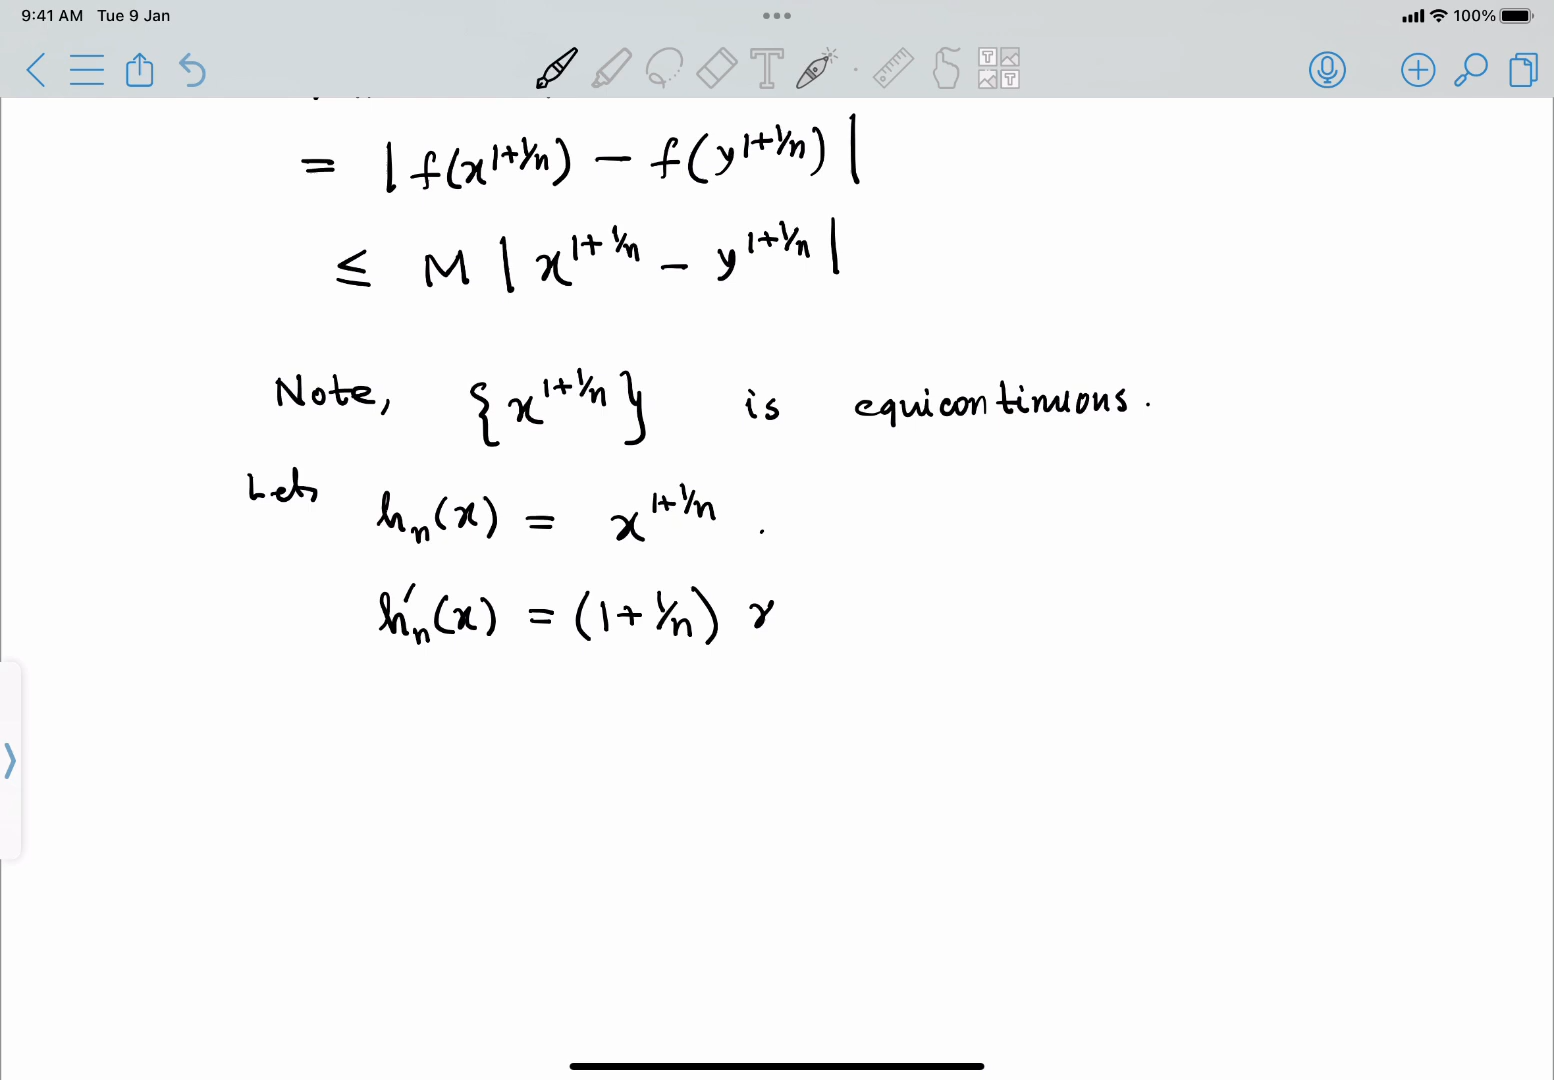 9:41 AM Tue 9 Jan 100%
= | f(x^{1+1/n}) - f(y^{1+1/n}) |
≤ M | x^{1+1/n} - y^{1+1/n} |
Note, {x^{1+1/n}} is equicontinuous.
Let, h_n(x) = x^{1+1/n} .
h'_n(x) = (1+1/n)